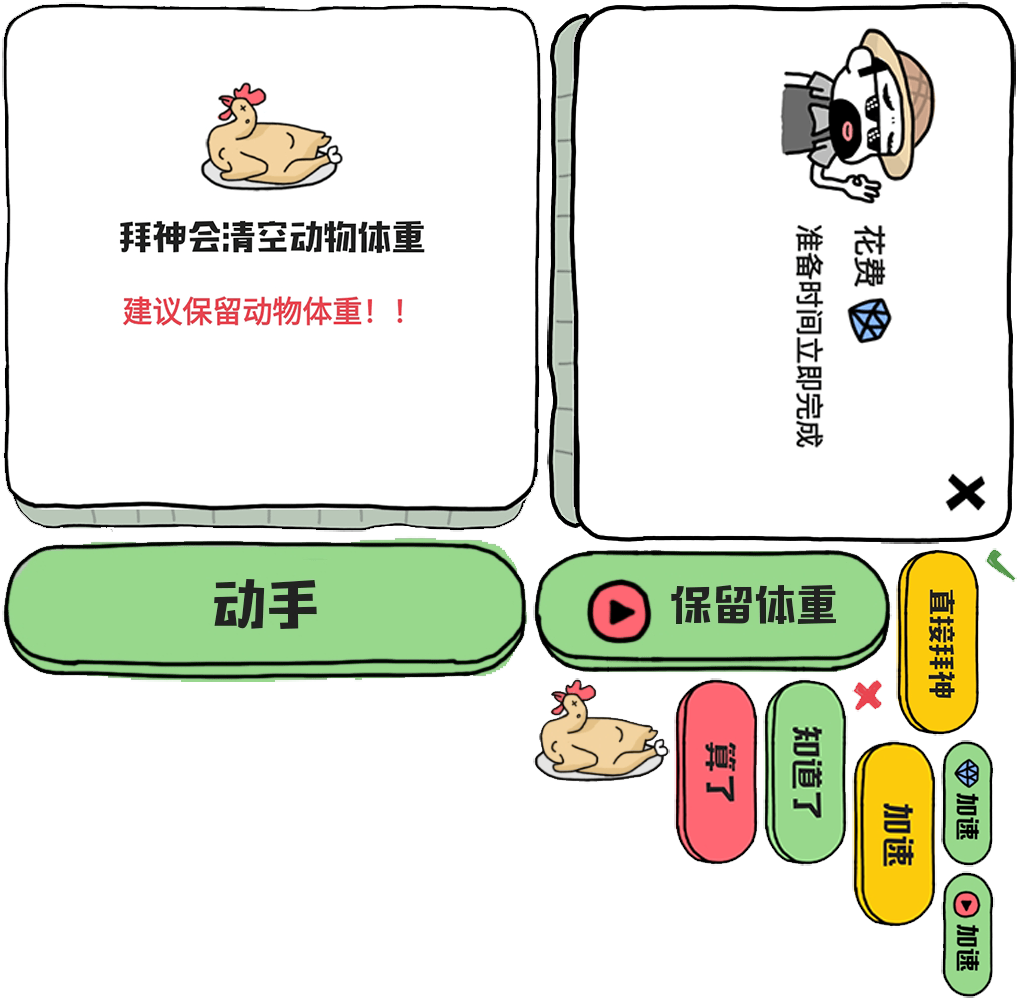 拜神会清空动物体重
建议保留动物体重！！
花费
准备时间立即完成
动手
保留体重
直接拜神
算了
知道了
加速
加速
加速